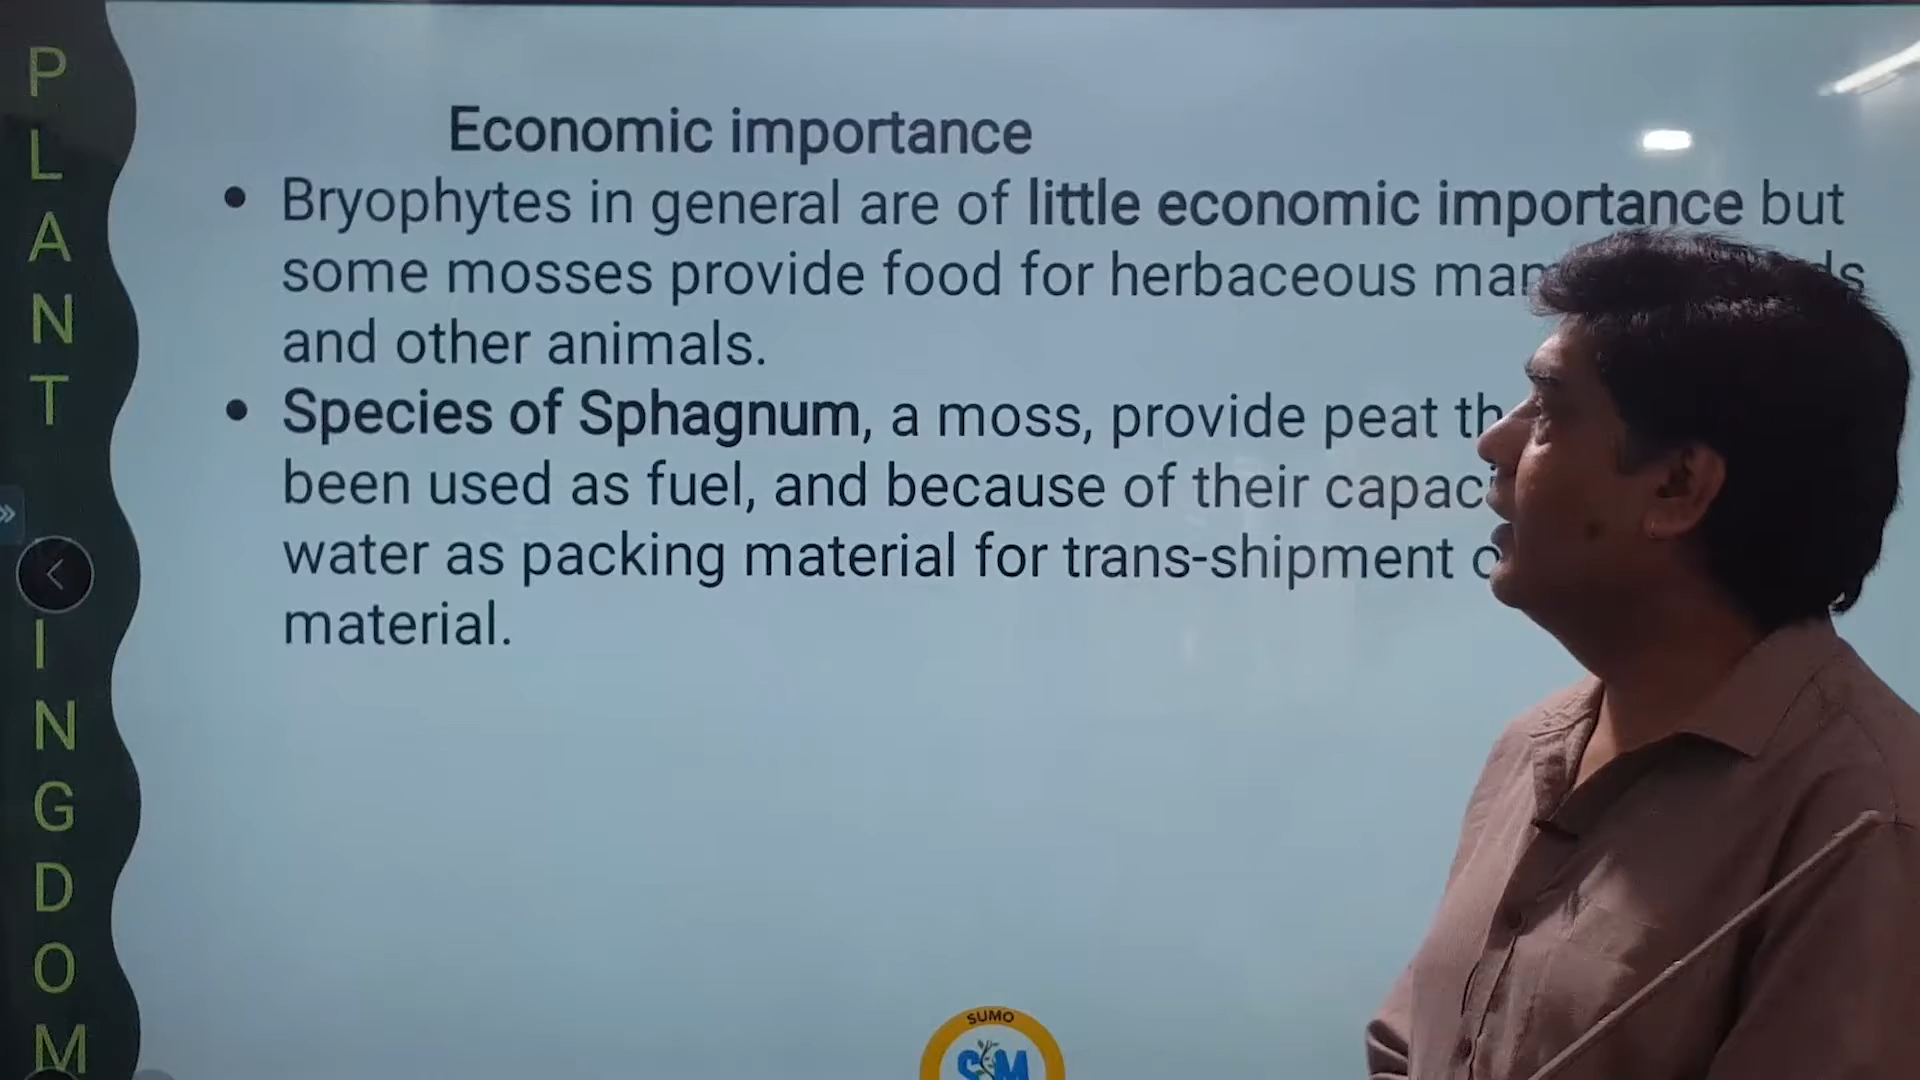 PLANT
INGDOM
Economic importance
• Bryophytes in general are of little economic importance but
some mosses provide food for herbaceous
and other animals.
• Species of Sphagnum, a moss, provide peat
been used as fuel, and because of their
water as packing material for trans-shipment
material.
SUMO